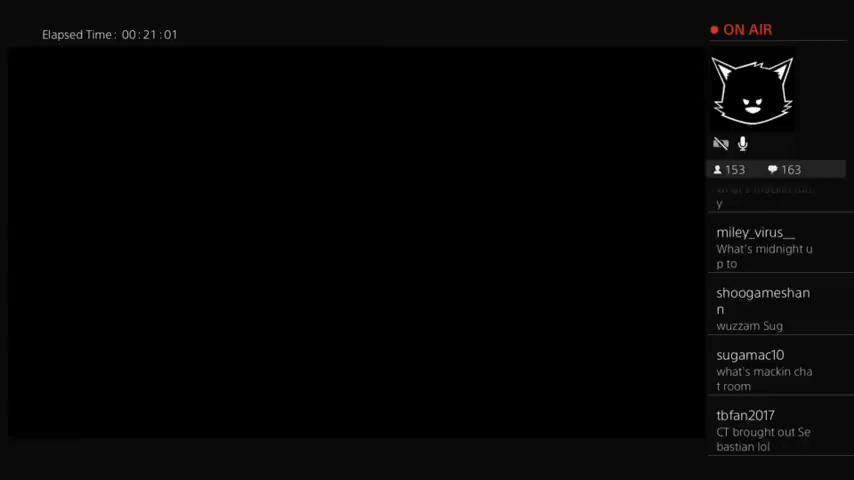 Elapsed Time: 00:21:01
ON AIR
153 163
y
miley_virus__
What's midnight u
p to
shoogameshan
n
wuzzam Sug
sugamac10
what's mackin cha
t room
tbfan2017
CT brought out Se
bastian lol